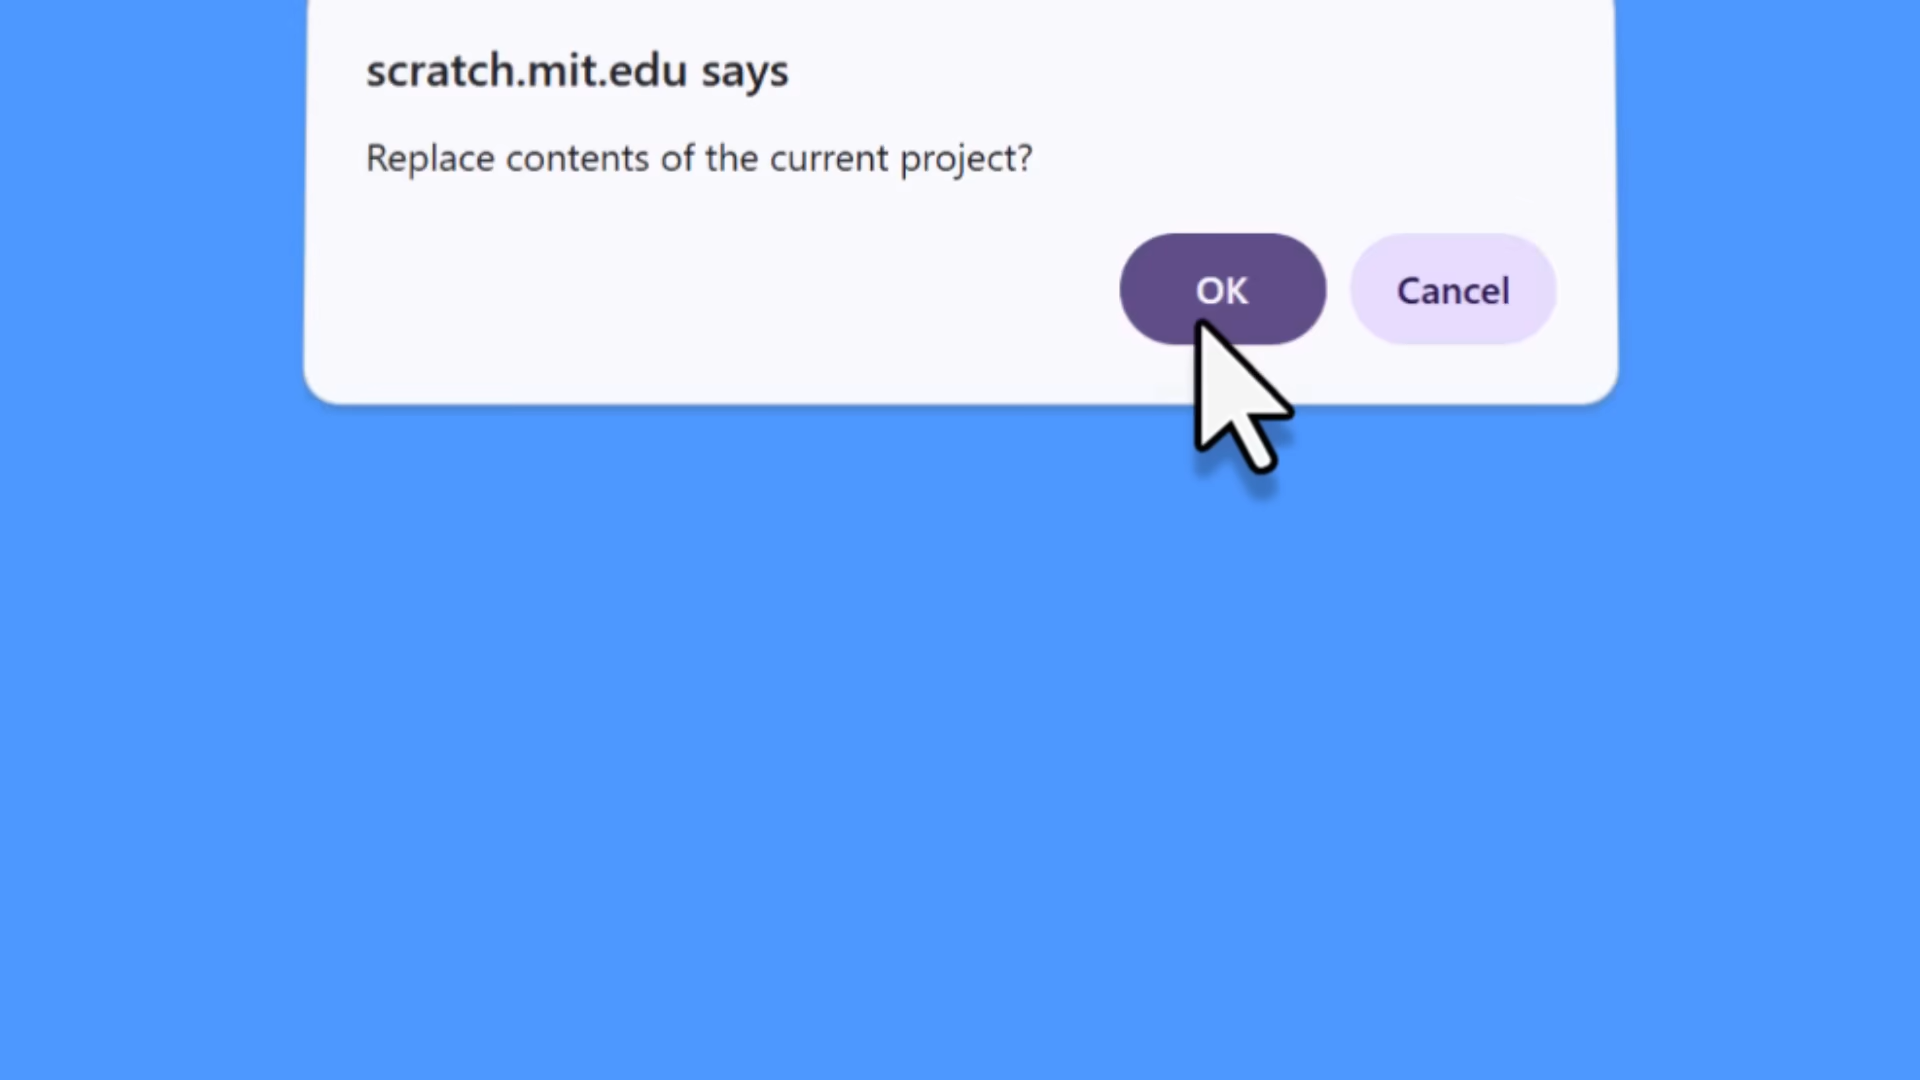 scratch.mit.edu says
Replace contents of the current project?
OK Cancel